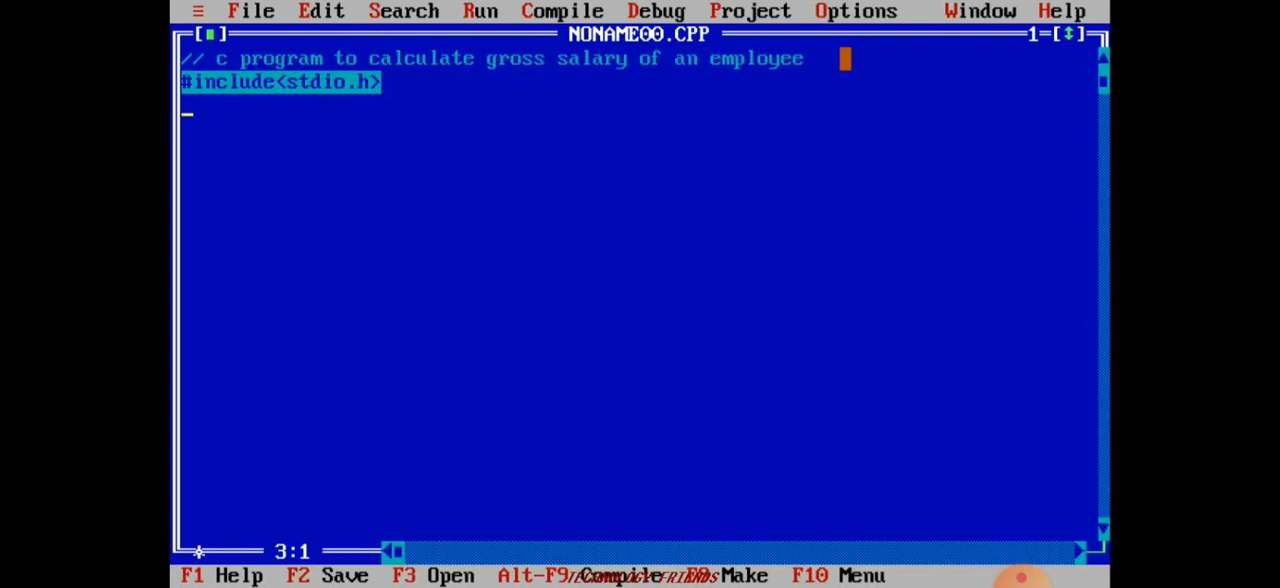 ≡ File Edit Search Run Compile Debug Project Options Window Help
[■] NONAME00.CPP 1=[↕]
// c program to calculate gross salary of an employee
#include<stdio.h>
3:1
F1 Help F2 Save F3 Open Alt-F9 Compile F9 Make F10 Menu